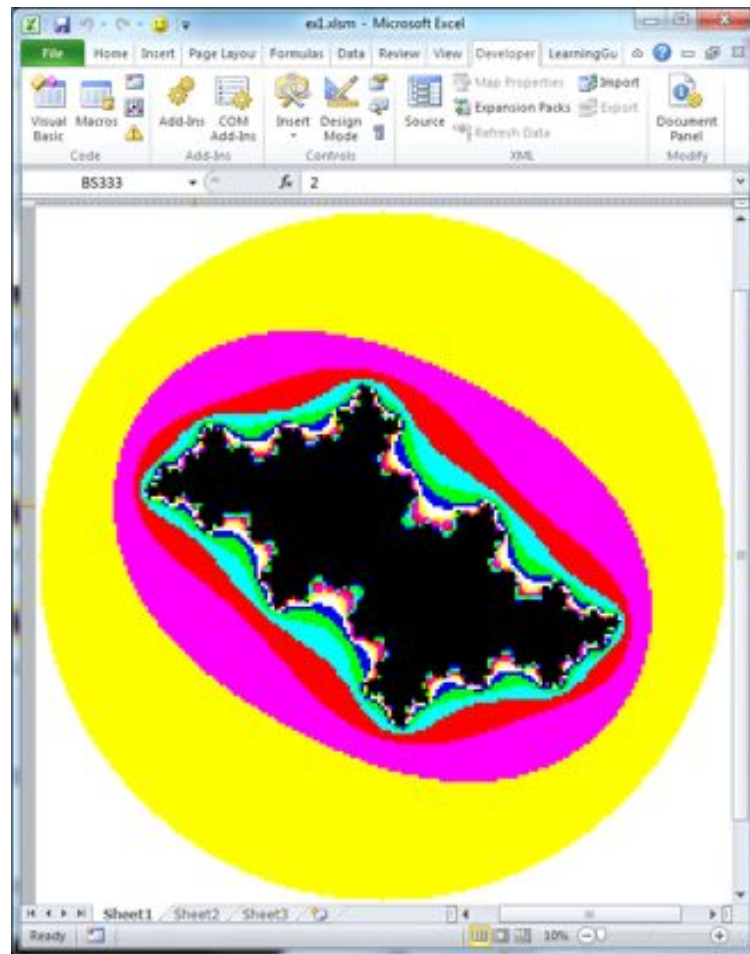 ex1.xlsm - Microsoft Excel
File Home Insert Page Layour Formulas Data Review View Developer LearningGu
Visual Basic Macros Add-Ins COM Add-Ins Insert Design Mode Source Map Properties Import
Expansion Packs Export
Refresh Data
Document Panel
Code Add-Ins Controls XML Modify
BS333 fx 2
Sheet1 Sheet2 Sheet3
Ready 10%